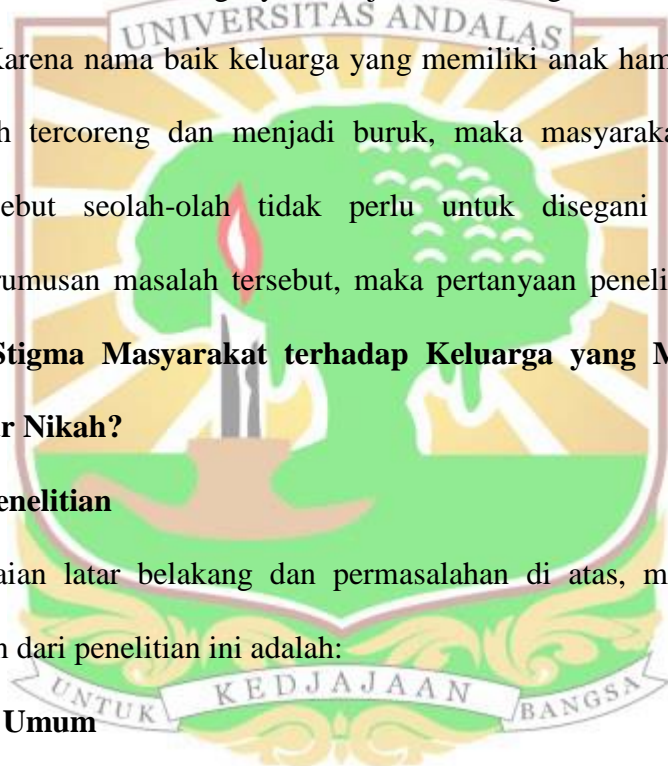 UNIVERSITAS ANDALAS
Karena nama baik keluarga yang memiliki anak ham
h tercoreng dan menjadi buruk, maka masyaraka
ebut seolah-olah tidak perlu untuk disegani
rumusan masalah tersebut, maka pertanyaan peneli
Stigma Masyarakat terhadap Keluarga yang M
r Nikah?
enelitian
aian latar belakang dan permasalahan di atas, m
n dari penelitian ini adalah:
UNTUK KEDJAJAAN BANGSA
Umum